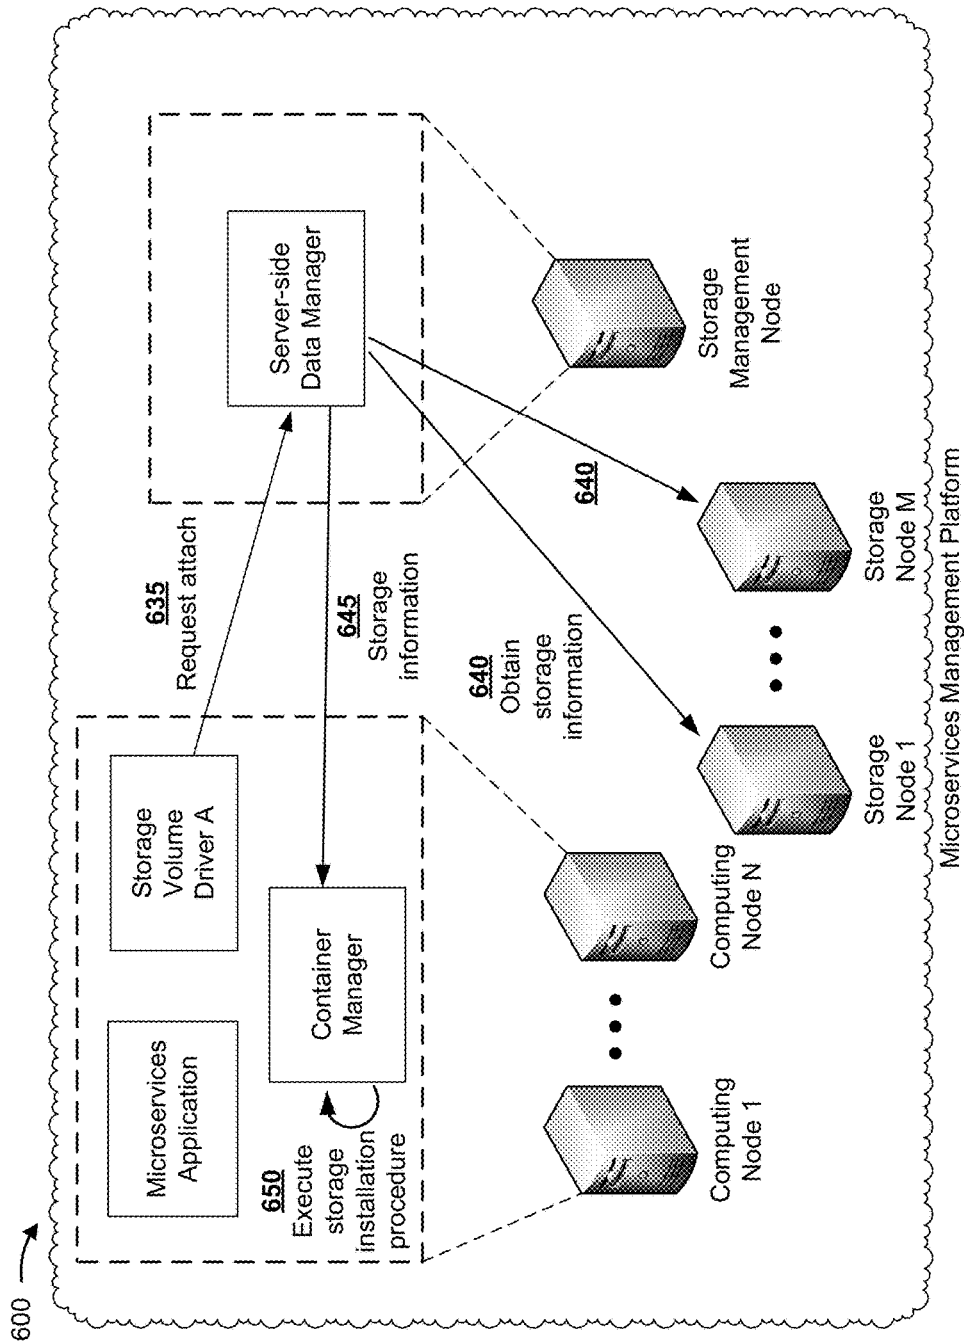 600
Microservices
Application
Storage
Volume
Driver A
635
Request attach
Server-side
Data Manager
650
Execute
storage
installation
procedure
Container
Manager
645
Storage
information
640
Obtain
storage
information
640
Computing
Node 1
Computing
Node N
Storage
Node 1
Storage
Node M
Storage
Management
Node
Microservices Management Platform